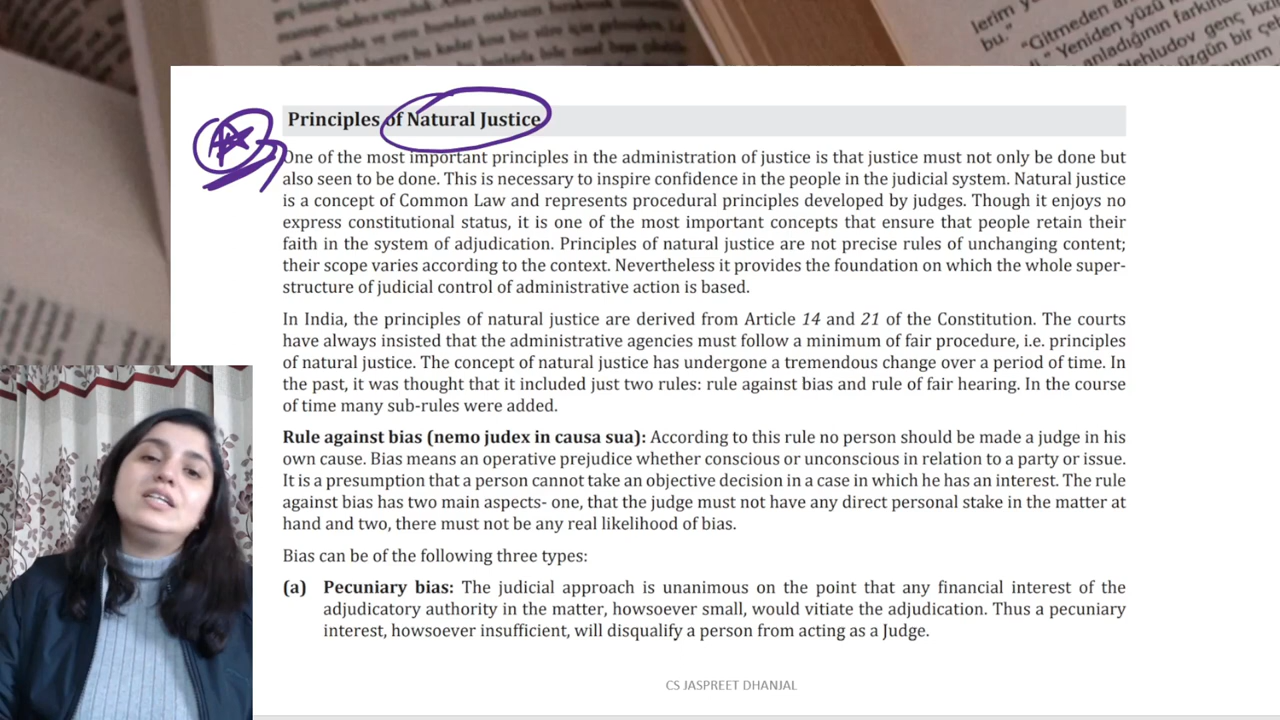 lerim
bu."
"Gitmeden
" Yeniden yüzü
anladığının
Nehludov genç
üzgün bir
Principles of Natural Justice
One of the most important principles in the administration of justice is that justice must not only be done but
also seen to be done. This is necessary to inspire confidence in the people in the judicial system. Natural justice
is a concept of Common Law and represents procedural principles developed by judges. Though it enjoys no
express constitutional status, it is one of the most important concepts that ensure that people retain their
faith in the system of adjudication. Principles of natural justice are not precise rules of unchanging content;
their scope varies according to the context. Nevertheless it provides the foundation on which the whole super-
structure of judicial control of administrative action is based.
In India, the principles of natural justice are derived from Article 14 and 21 of the Constitution. The courts
have always insisted that the administrative agencies must follow a minimum of fair procedure, i.e. principles
of natural justice. The concept of natural justice has undergone a tremendous change over a period of time. In
the past, it was thought that it included just two rules: rule against bias and rule of fair hearing. In the course
of time many sub-rules were added.
Rule against bias (nemo judex in causa sua): According to this rule no person should be made a judge in his
own cause. Bias means an operative prejudice whether conscious or unconscious in relation to a party or issue.
It is a presumption that a person cannot take an objective decision in a case in which he has an interest. The rule
against bias has two main aspects- one, that the judge must not have any direct personal stake in the matter at
hand and two, there must not be any real likelihood of bias.
Bias can be of the following three types:
(a) Pecuniary bias: The judicial approach is unanimous on the point that any financial interest of the
adjudicatory authority in the matter, howsoever small, would vitiate the adjudication. Thus a pecuniary
interest, howsoever insufficient, will disqualify a person from acting as a Judge.
CS JASPREET DHANJAL